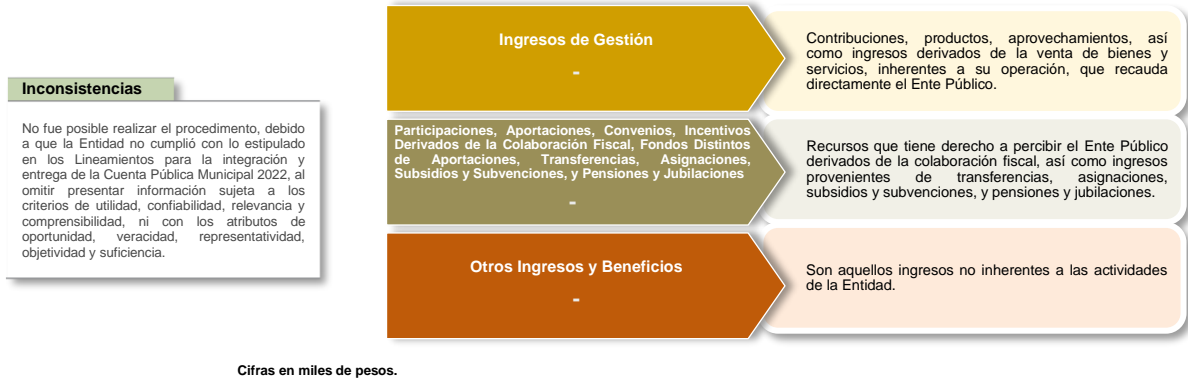 Inconsistencias
No fue posible realizar el procedimiento, debido
a que la Entidad no cumplió con lo estipulado
en los Lineamientos para la integración y
entrega de la Cuenta Pública Municipal 2022, al
omitir presentar información sujeta a los
criterios de utilidad, confiabilidad, relevancia y
comprensibilidad, ni con los atributos de
oportunidad, veracidad, representatividad,
objetividad y suficiencia.
Ingresos de Gestión
-
Contribuciones, productos, aprovechamientos, así
como ingresos derivados de la venta de bienes y
servicios, inherentes a su operación, que recauda
directamente el Ente Público.
Participaciones, Aportaciones, Convenios, Incentivos
Derivados de la Colaboración Fiscal, Fondos Distintos
de Aportaciones, Transferencias, Asignaciones,
Subsidios y Subvenciones, y Pensiones y Jubilaciones
-
Recursos que tiene derecho a percibir el Ente Público
derivados de la colaboración fiscal, así como ingresos
provenientes de transferencias, asignaciones,
subsidios y subvenciones, y pensiones y jubilaciones.
Otros Ingresos y Beneficios
-
Son aquellos ingresos no inherentes a las actividades
de la Entidad.
Cifras en miles de pesos.